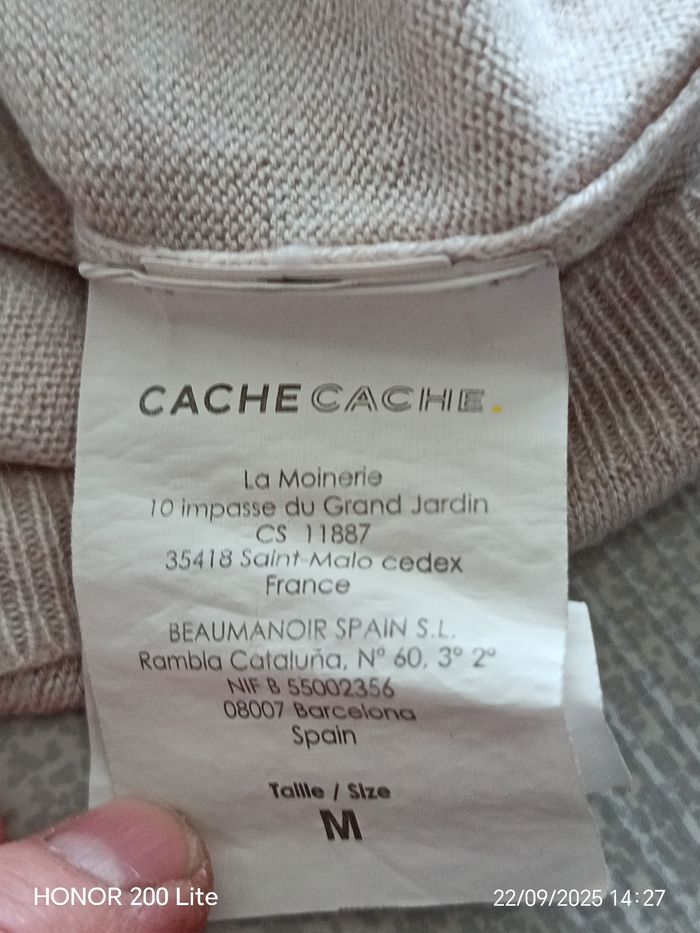 CACHE CACHE.
La Moinerie
10 impasse du Grand Jardin
CS 11887
35418 Saint-Malo cedex
France
BEAUMANOIR SPAIN S.L.
Rambla Cataluña, Nº 60, 3º 2º
NIF B 55002356
08007 Barcelona
Spain
Taille / Size
M
HONOR 200 Lite
22/09/2025 14:27